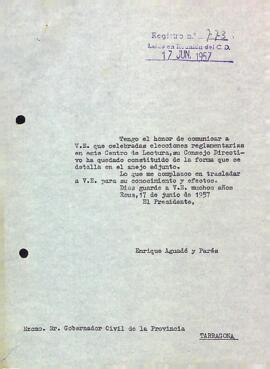 Registro n.º 773
Leído en Reunión del C. D.
17 JUN. 1957
Tengo el honor de comunicar a
V.E. que celebradas elecciones reglamentarias
en este Centro de Lectura, su Consejo Directi-
vo ha quedado constituido de la forma que se
detalla en el anejo adjunto.
Lo que me complazco en trasladar
a V.E. para su conocimiento y efectos.
Dios guarde a V.E. muchos años
Reus, 17 de junio de 1957
El Presidente,
Enrique Aguadé y Parés
Excmo. Sr. Gobernador Civil de la Provincia
TARRAGONA